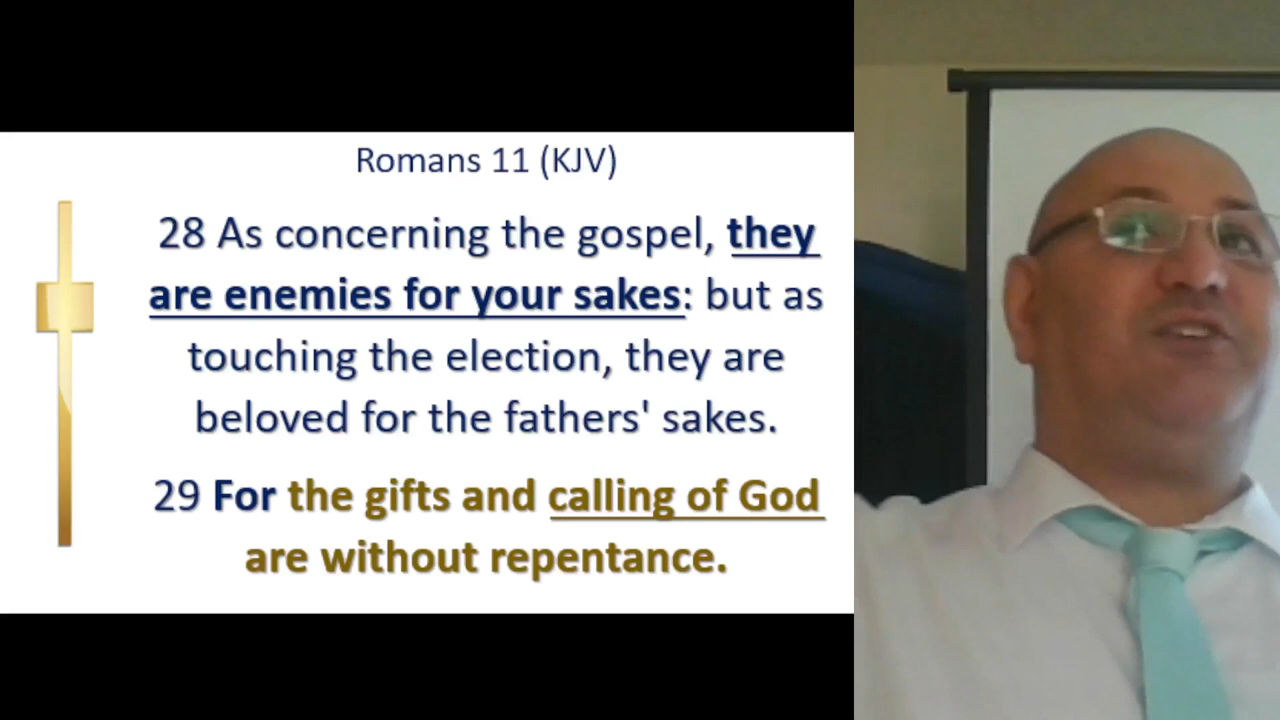 Romans 11 (KJV)
28 As concerning the gospel, they
are enemies for your sakes: but as
touching the election, they are
beloved for the fathers' sakes.
29 For the gifts and calling of God
are without repentance.